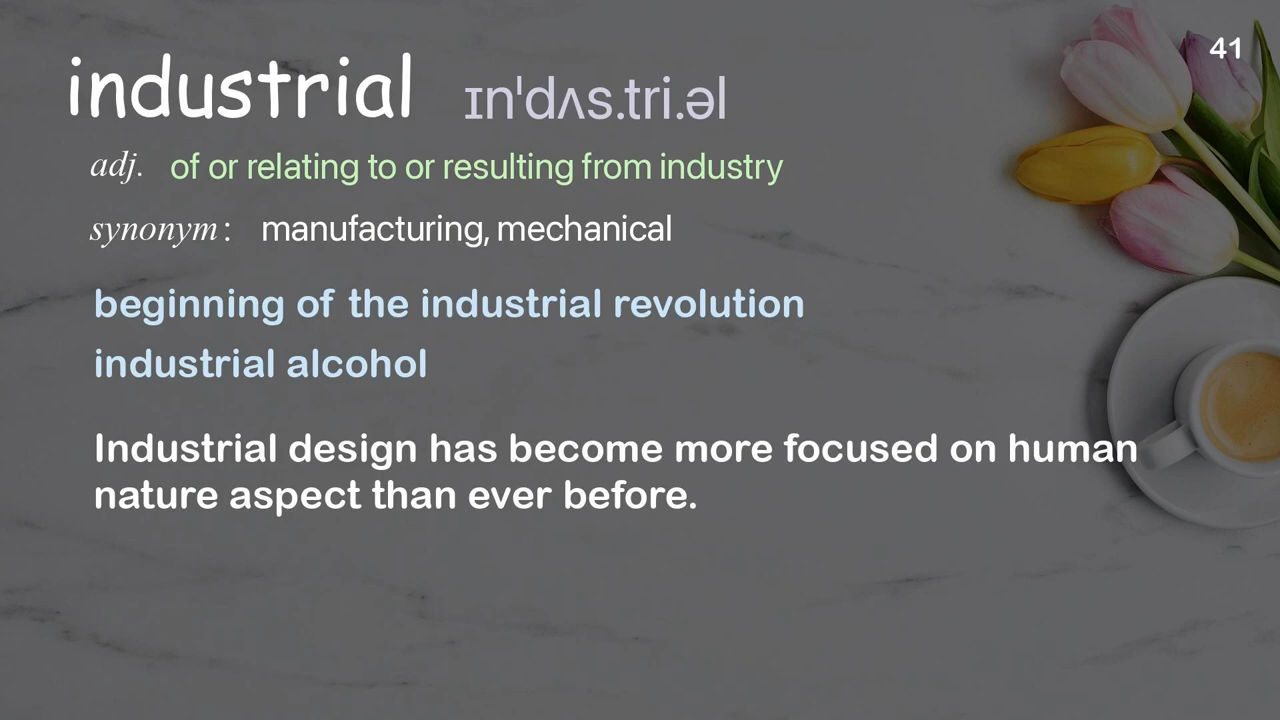 41
industrial ɪnˈdʌs.tri.əl
adj. of or relating to or resulting from industry
synonym: manufacturing, mechanical
beginning of the industrial revolution
industrial alcohol
Industrial design has become more focused on human
nature aspect than ever before.